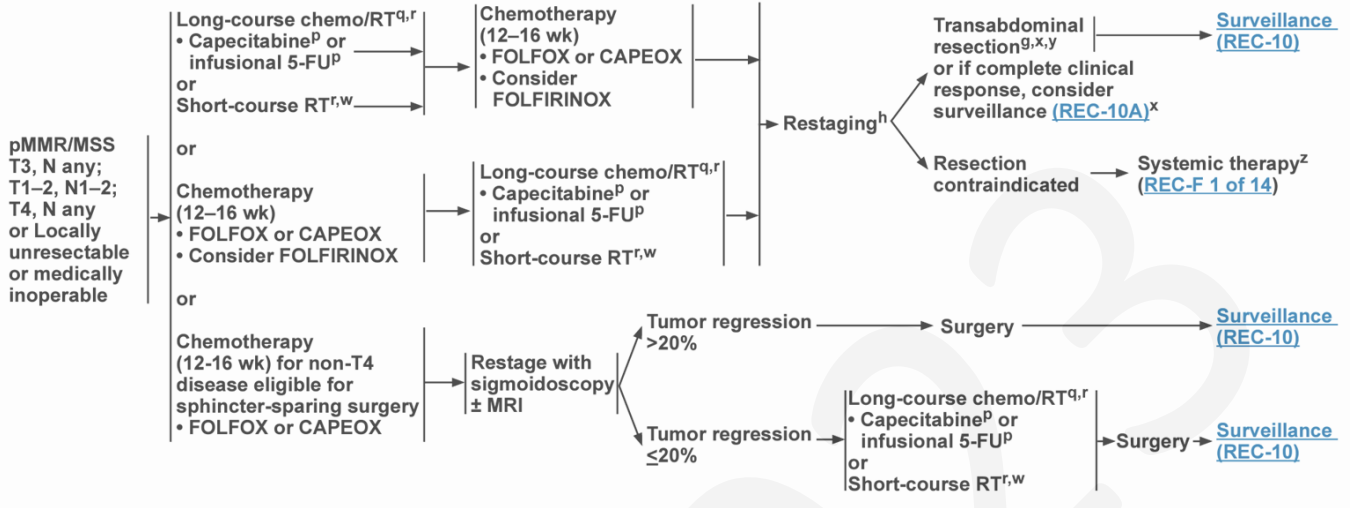 pMMR/MSS
T3, N any;
T1–2, N1–2;
T4, N any
or Locally
unresectable
or medically
inoperable
Long-course chemo/RTq,r
• Capecitabinep or
infusional 5-FUp
or
Short-course RTr,w
Chemotherapy
(12–16 wk)
• FOLFOX or CAPEOX
• Consider
FOLFIRINOX
or
Chemotherapy
(12–16 wk)
• FOLFOX or CAPEOX
• Consider FOLFIRINOX
Long-course chemo/RTq,r
• Capecitabinep or
infusional 5-FUp
or
Short-course RTr,w
Restagingh
Transabdominal
resectiong,x,y
or if complete clinical
response, consider
surveillance (REC-10A)x
Surveillance
(REC-10)
Resection
contraindicated
Systemic therapyz
(REC-F 1 of 14)
or
Chemotherapy
(12-16 wk) for non-T4
disease eligible for
sphincter-sparing surgery
• FOLFOX or CAPEOX
Restage with
sigmoidoscopy
± MRI
Tumor regression
>20%
Surgery
Surveillance
(REC-10)
Tumor regression
≤20%
Long-course chemo/RTq,r
• Capecitabinep or
infusional 5-FUp
or
Short-course RTr,w
Surgery
Surveillance
(REC-10)